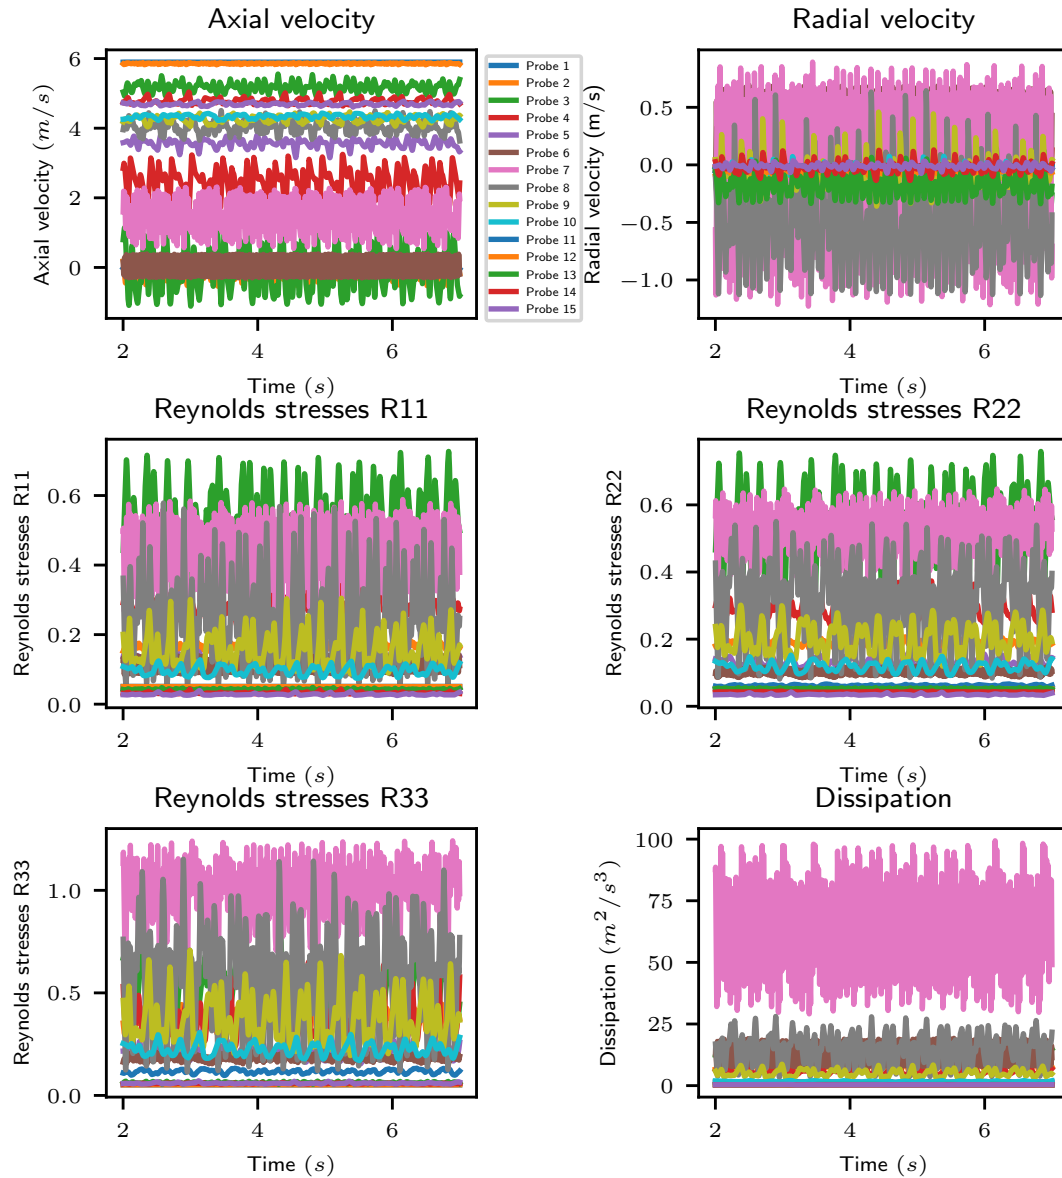 Axial velocity
Radial velocity
Axial velocity (m/s)
6
4
2
0
2
4
6
Time (s)
Probe 1
Probe 2
Probe 3
Probe 4
Probe 5
Probe 6
Probe 7
Probe 8
Probe 9
Probe 10
Probe 11
Probe 12
Probe 13
Probe 14
Probe 15
Radial velocity (m/s)
0.5
0.0
−0.5
−1.0
2
4
6
Time (s)
Reynolds stresses R11
Reynolds stresses R22
Reynolds stresses R11
0.6
0.4
0.2
0.0
2
4
6
Time (s)
Reynolds stresses R22
0.6
0.4
0.2
0.0
2
4
6
Time (s)
Reynolds stresses R33
Dissipation
Reynolds stresses R33
1.0
0.5
0.0
2
4
6
Time (s)
Dissipation (m²/s³)
100
75
50
25
0
2
4
6
Time (s)